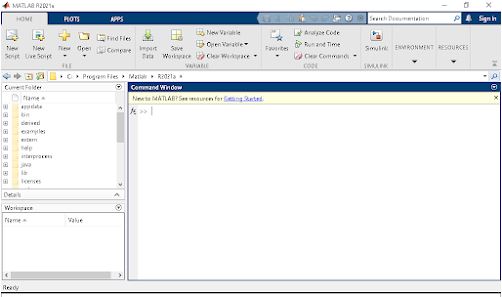 MATLAB R2021a
HOME PLOTS APPS Search Documentation Sign In
New Script
New Live Script
New
Open
Find Files
Compare
Import Data
Save Workspace
New Variable
Open Variable
Clear Workspace
Favorites
Analyze Code
Run and Time
Clear Commands
Simulink
ENVIRONMENT
RESOURCES
FILE VARIABLE CODE SIMULINK
C: Program Files Matlab R2021a
Current Folder
Name
appdata
bin
derived
examples
extern
help
interprocess
java
lib
licenses
Details
Workspace
Name Value
Command Window
New to MATLAB? See resources for Getting Started.
fx >>
Ready